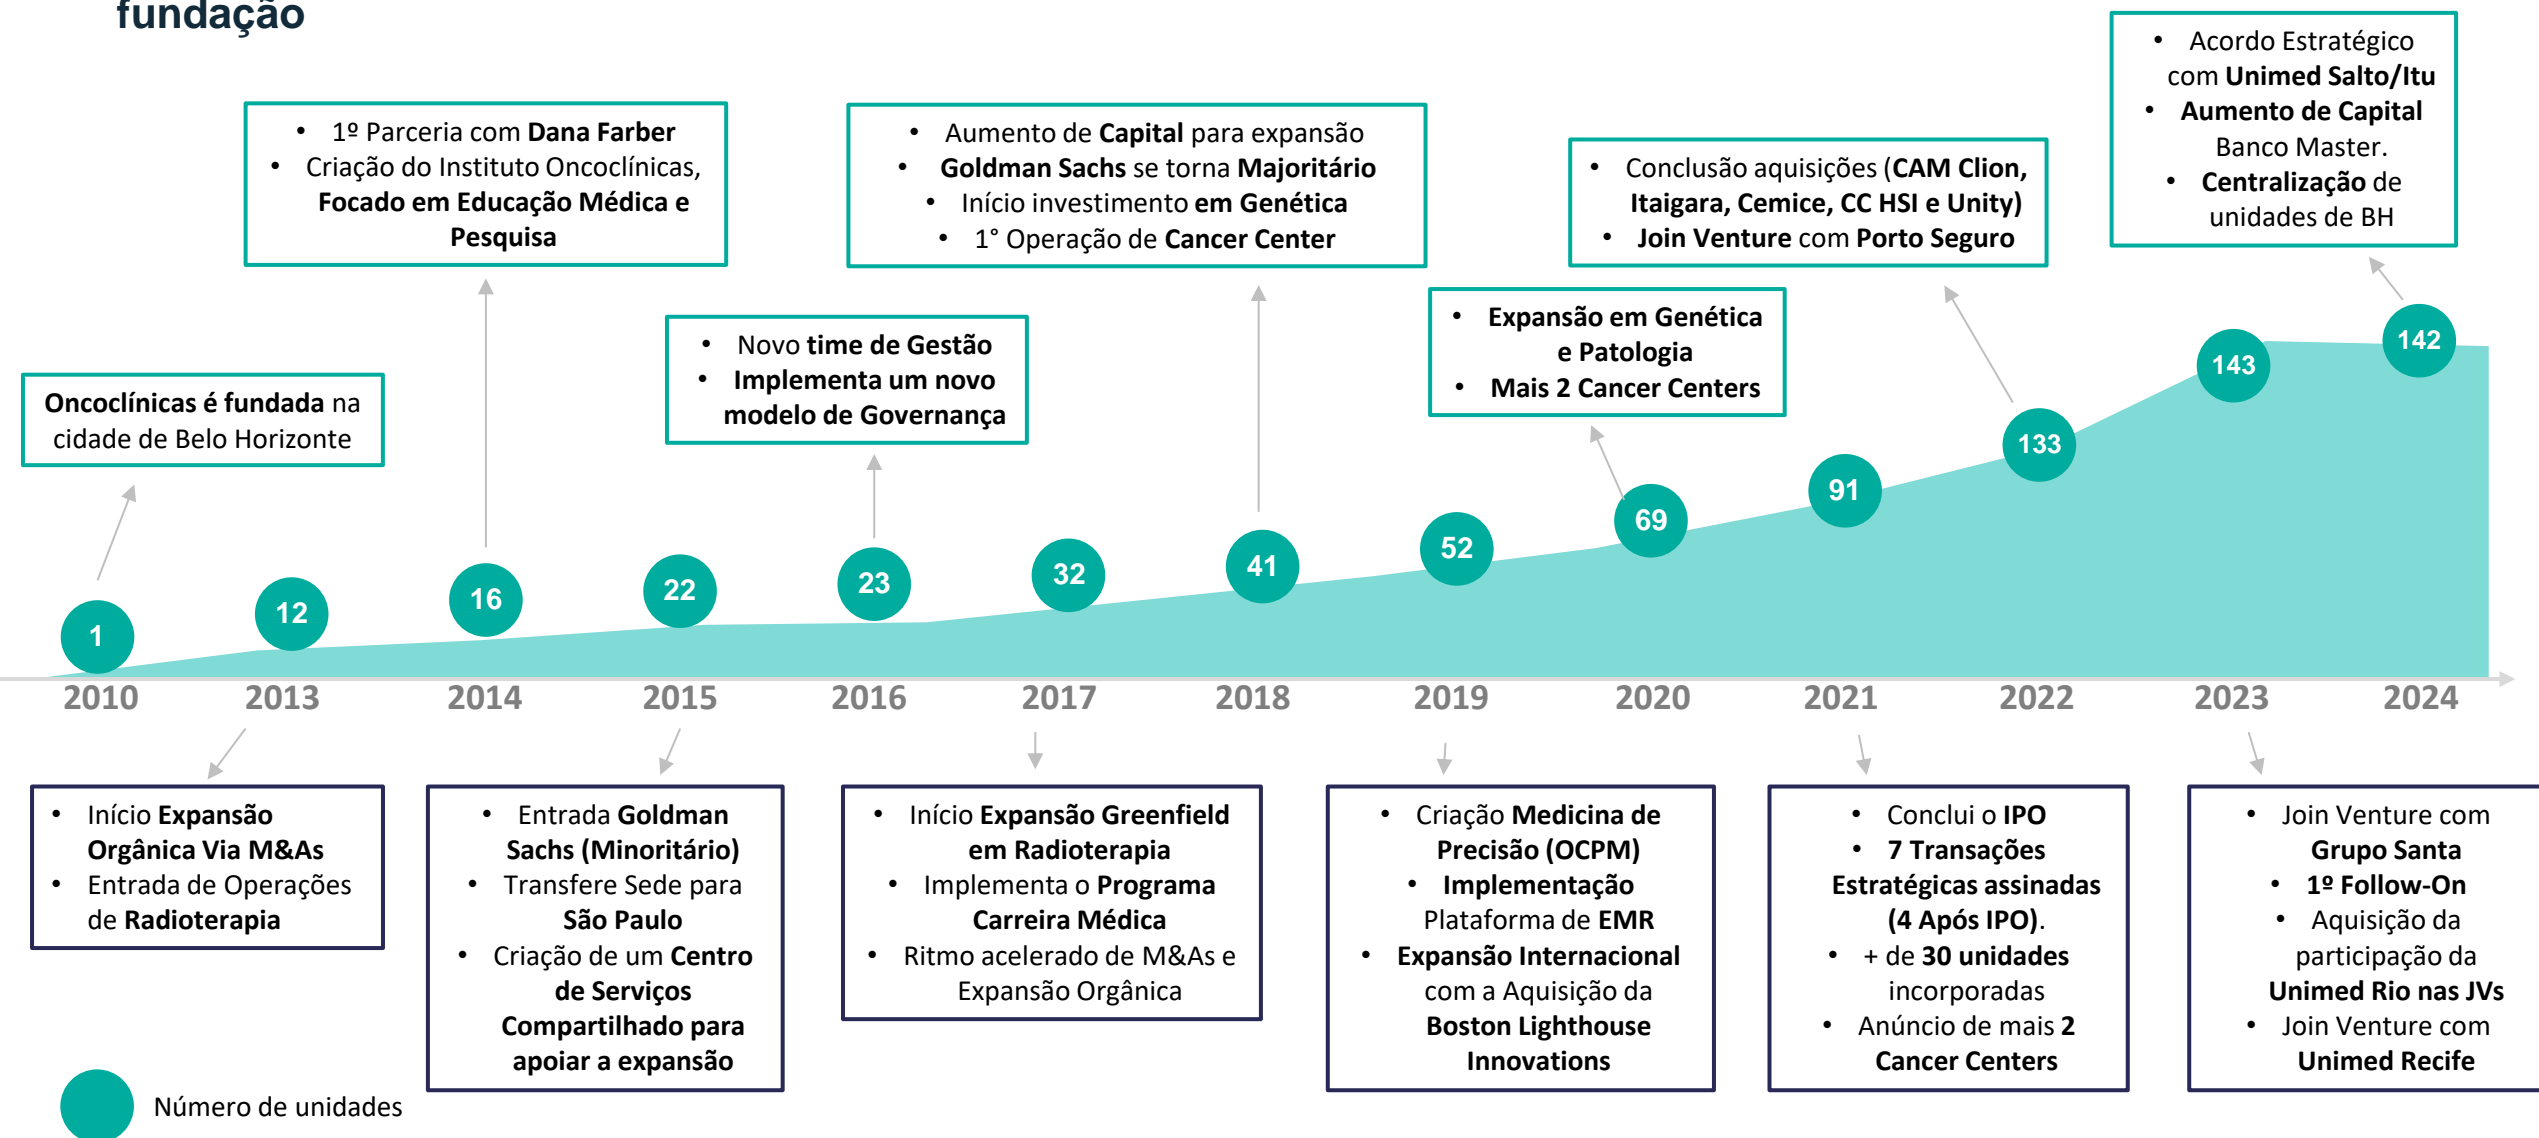 fundação
• Acordo Estratégico
com Unimed Salto/Itu
• Aumento de Capital
Banco Master.
• Centralização de
unidades de BH
• 1º Parceria com Dana Farber
• Criação do Instituto Oncoclínicas,
Focado em Educação Médica e
Pesquisa
• Aumento de Capital para expansão
• Goldman Sachs se torna Majoritário
• Início investimento em Genética
• 1° Operação de Cancer Center
• Conclusão aquisições (CAM Clion,
Itaigara, Cemice, CC HSI e Unity)
• Join Venture com Porto Seguro
• Novo time de Gestão
• Implementa um novo
modelo de Governança
• Expansão em Genética
e Patologia
• Mais 2 Cancer Centers
Oncoclínicas é fundada na
cidade de Belo Horizonte
1
12
16
22
23
32
41
52
69
91
133
143
142
2010
2013
2014
2015
2016
2017
2018
2019
2020
2021
2022
2023
2024
• Início Expansão
Orgânica Via M&As
• Entrada de Operações
de Radioterapia
• Entrada Goldman
Sachs (Minoritário)
• Transfere Sede para
São Paulo
• Criação de um Centro
de Serviços
Compartilhado para
apoiar a expansão
• Início Expansão Greenfield
em Radioterapia
• Implementa o Programa
Carreira Médica
• Ritmo acelerado de M&As e
Expansão Orgânica
• Criação Medicina de
Precisão (OCPM)
• Implementação
Plataforma de EMR
• Expansão Internacional
com a Aquisição da
Boston Lighthouse
Innovations
• Conclui o IPO
• 7 Transações
Estratégicas assinadas
(4 Após IPO).
• + de 30 unidades
incorporadas
• Anúncio de mais 2
Cancer Centers
• Join Venture com
Grupo Santa
• 1º Follow-On
• Aquisição da
participação da
Unimed Rio nas JVs
• Join Venture com
Unimed Recife
Número de unidades